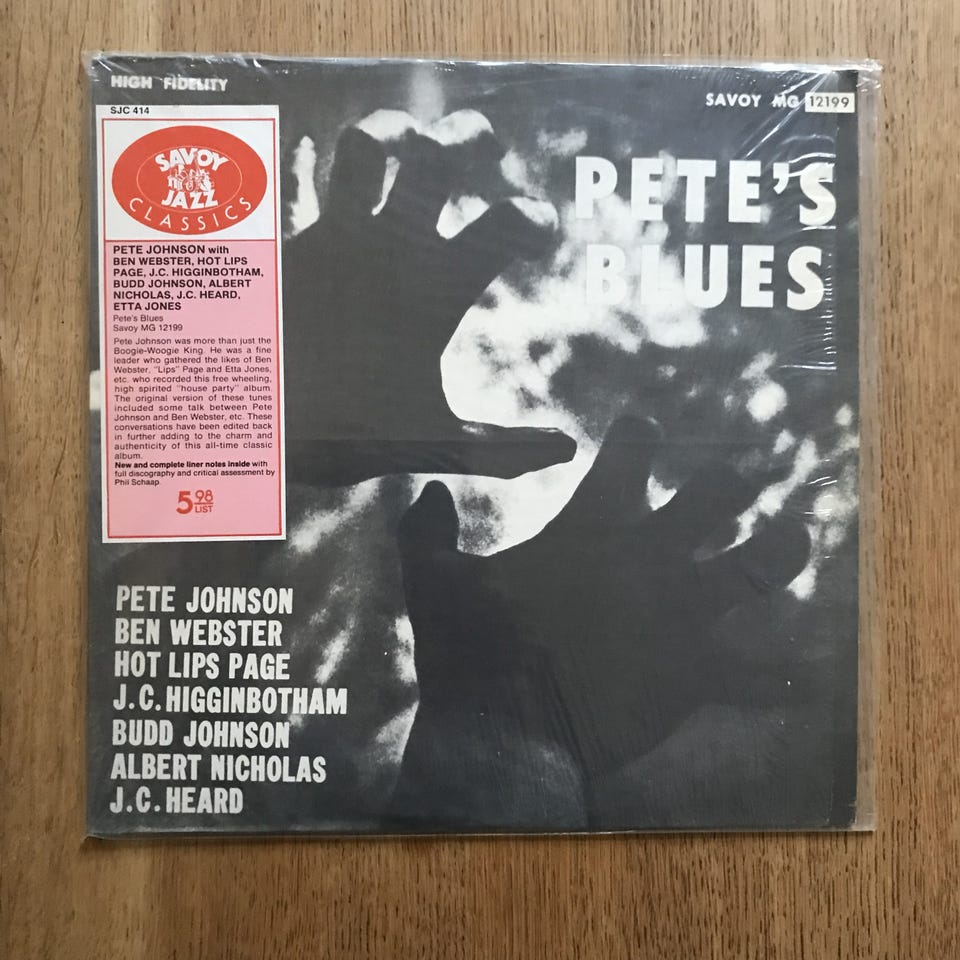 HIGH FIDELITY
SAVOY MG 12199
SJC 414
SAVOY
JAZZ
CLASSICS
PETE JOHNSON with
BEN WEBSTER, HOT LIPS
PAGE, J.C. HIGGINBOTHAM,
BUDD JOHNSON, ALBERT
NICHOLAS, J.C. HEARD,
ETTA JONES
Pete's Blues
Savoy MG 12199
Pete Johnson was more than just the
Boogie-Woogie King. He was a fine
leader who gathered the likes of Ben
Webster, "Lips" Page and Etta Jones,
etc. who recorded this free wheeling,
high spirited "house party" album.
The original version of these tunes
included some talk between Pete
Johnson and Ben Webster, etc. These
conversations have been edited back
in further adding to the charm and
authenticity of this all-time classic
album.
New and complete liner notes inside with
full discography and critical assessment by
Phil Schaap.
5.98
LIST
PETE'S
BLUES
PETE JOHNSON
BEN WEBSTER
HOT LIPS PAGE
J.C.HIGGINBOTHAM
BUDD JOHNSON
ALBERT NICHOLAS
J.C.HEARD